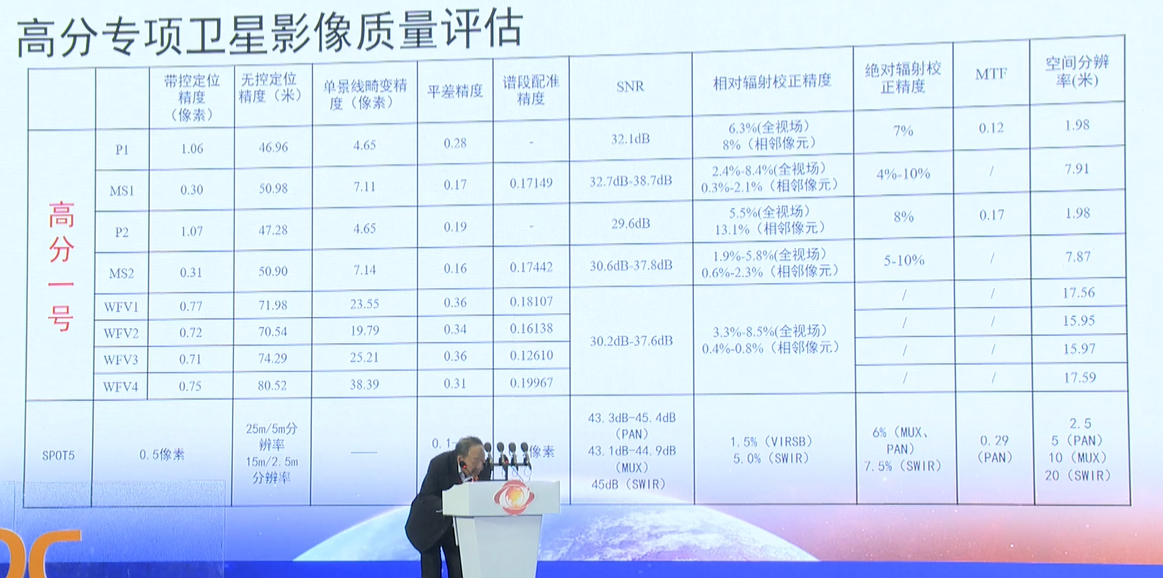 高分专项卫星影像质量评估
带控定位
精度
(像素)
无控定位
精度（米）
单景线畸变精
度（像素）
平差精度
谱段配准
精度
SNR
相对辐射校正精度
绝对辐射校
正精度
MTF
空间分辨
率(米)
高
分
一
号
P1
1.06
46.96
4.65
0.28
-
32.1dB
6.3%(全视场)
8%（相邻像元）
7%
0.12
1.98
MS1
0.30
50.98
7.11
0.17
0.17149
32.7dB-38.7dB
2.4%-8.4%(全视场)
0.3%-2.1%（相邻像元）
4%-10%
/
7.91
P2
1.07
47.28
4.65
0.19
-
29.6dB
5.5%(全视场)
13.1%（相邻像元）
8%
0.17
1.98
MS2
0.31
50.90
7.14
0.16
0.17442
30.6dB-37.8dB
1.9%-5.8%(全视场)
0.6%-2.3%（相邻像元）
5-10%
/
7.87
WFV1
0.77
71.98
23.55
0.36
0.18107
30.2dB-37.6dB
3.3%-8.5%(全视场)
0.4%-0.8%（相邻像元）
/
/
17.56
WFV2
0.72
70.54
19.79
0.34
0.16138
/
/
15.95
WFV3
0.71
74.29
25.21
0.36
0.12610
/
/
15.97
WFV4
0.75
80.52
38.39
0.31
0.19967
/
/
17.59
SPOT5
0.5像素
25m/5m分
辨率
15m/2.5m
分辨率
——
像素
43.3dB-45.4dB
(PAN)
43.1dB-44.9dB
(MUX)
45dB（SWIR）
1.5%（VIRSB）
5.0%（SWIR）
6%（MUX、
PAN）
7.5%（SWIR）
0.29
(PAN)
2.5
5（PAN）
10（MUX）
20（SWIR）